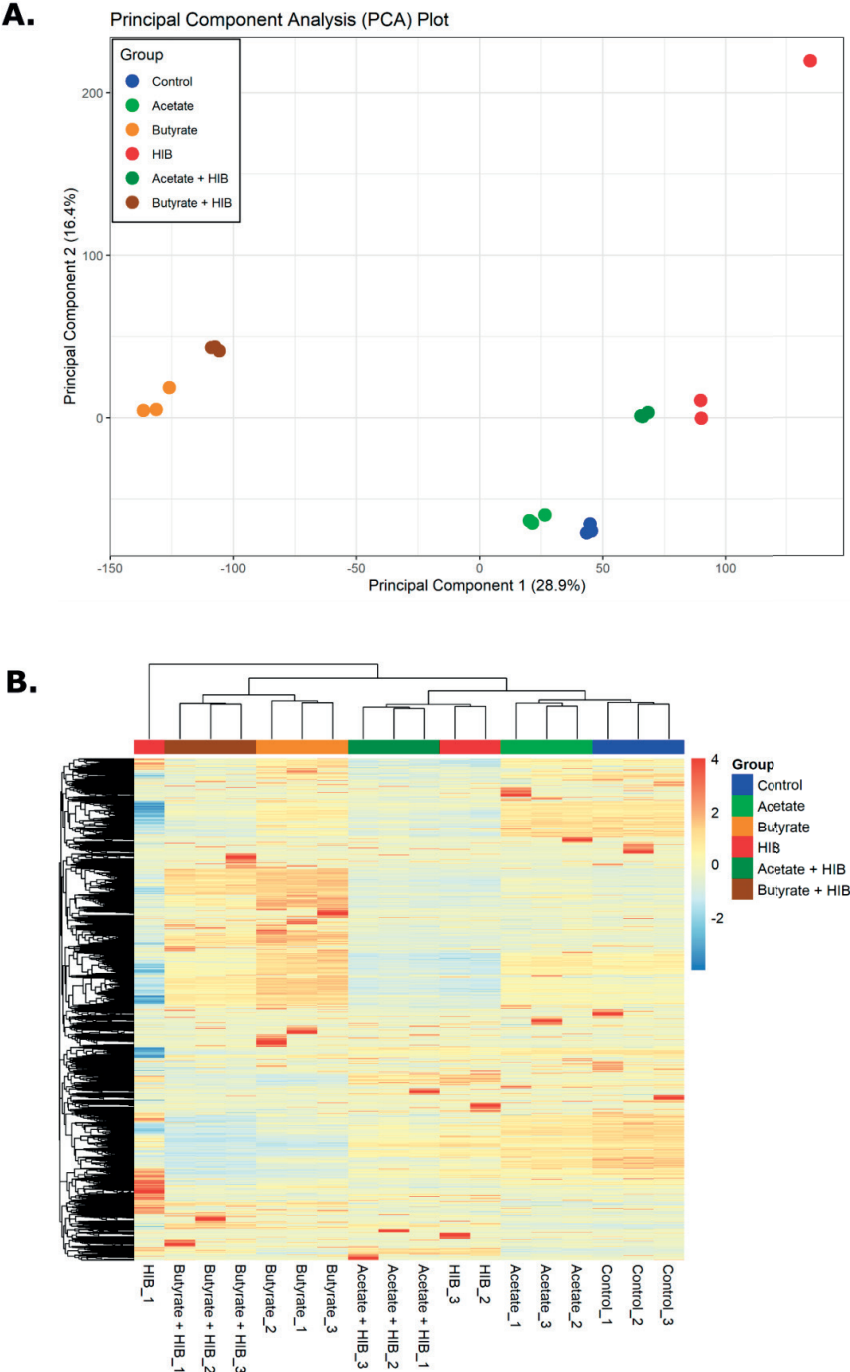 A.
Principal Component Analysis (PCA) Plot
Group
Control
Acetate
Butyrate
HIB
Acetate + HIB
Butyrate + HIB
200
100
0
Principal Component 2 (16.4%)
-150
-100
-50
0
50
100
Principal Component 1 (28.9%)
B.
4
2
0
-2
Group
Control
Acetate
Butyrate
HIB
Acetate + HIB
Butyrate + HIB
HIB_1
Butyrate + HIB_1
Butyrate + HIB_2
Butyrate + HIB_3
Butyrate_2
Butyrate_1
Butyrate_3
Acetate + HIB_3
Acetate + HIB_2
Acetate + HIB_1
HIB_3
HIB_2
Acetate_1
Acetate_3
Acetate_2
Control_1
Control_2
Control_3